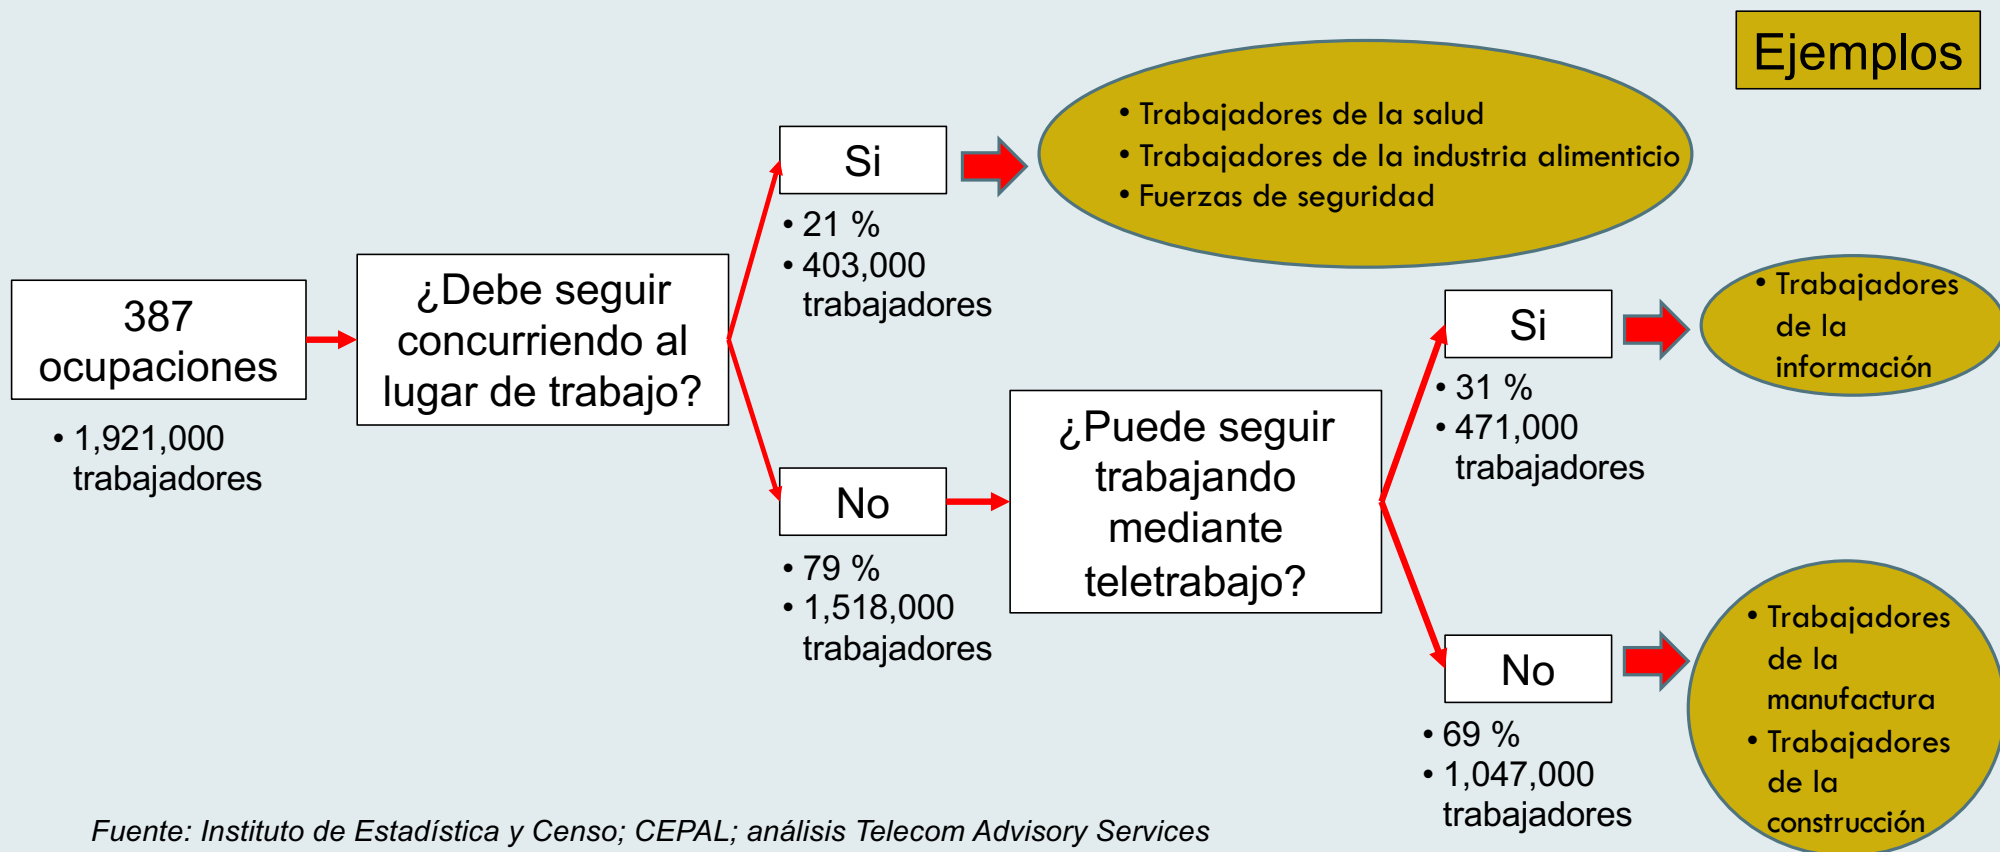 Ejemplos
387
ocupaciones
• 1,921,000
trabajadores
¿Debe seguir
concurriendo al
lugar de trabajo?
Si
• 21 %
• 403,000
trabajadores
• Trabajadores de la salud
• Trabajadores de la industria alimenticio
• Fuerzas de seguridad
No
• 79 %
• 1,518,000
trabajadores
¿Puede seguir
trabajando
mediante
teletrabajo?
Si
• 31 %
• 471,000
trabajadores
• Trabajadores
de la
información
No
• 69 %
• 1,047,000
trabajadores
• Trabajadores
de la
manufactura
• Trabajadores
de la
construcción
Fuente: Instituto de Estadística y Censo; CEPAL; análisis Telecom Advisory Services